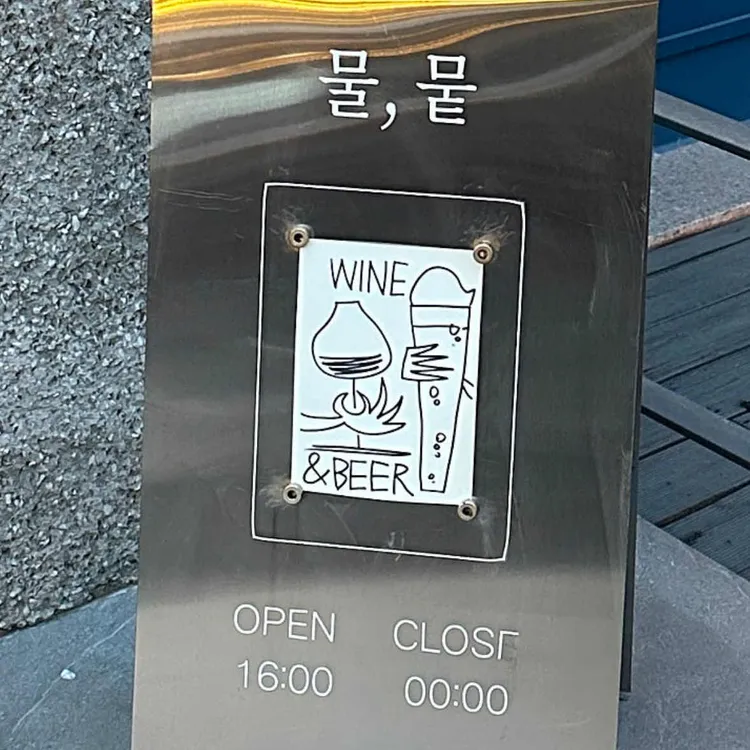 물, 뭍
WINE
&BEER
OPEN CLOSE
16:00 00:00